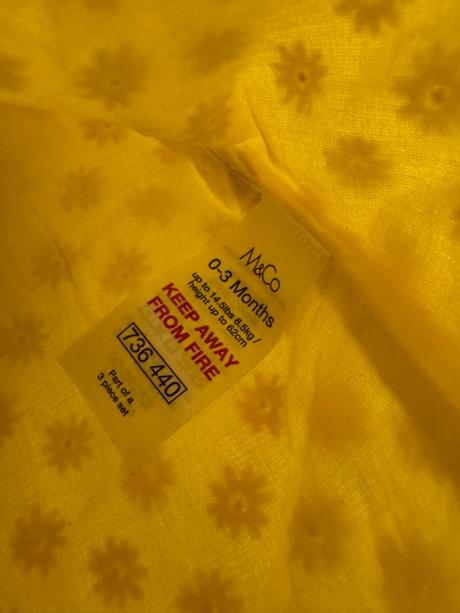 M&Co
0-3 Months
up to 14.5lbs 6.5kg /
height up to 62cm
KEEP AWAY
FROM FIRE
736 440
Part of a
3 piece set